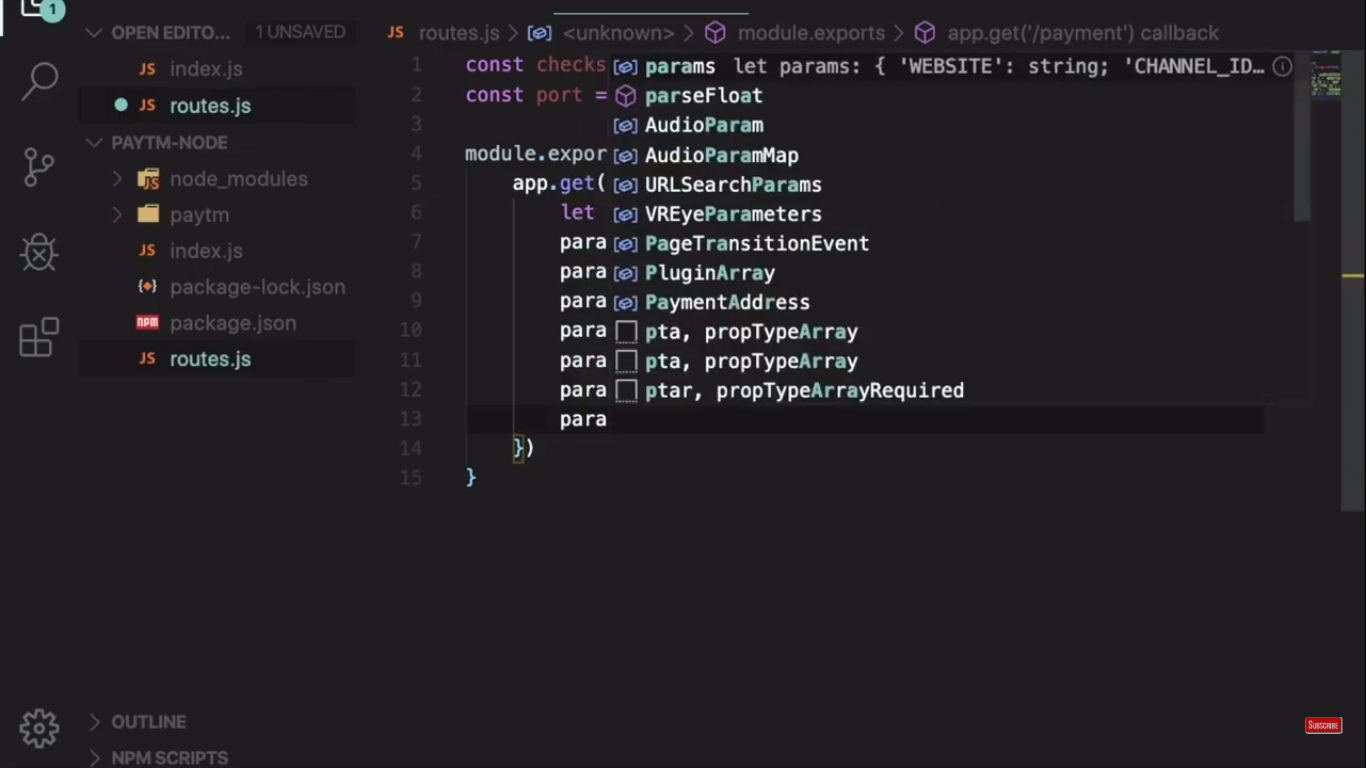 1
OPEN EDITO... 1 UNSAVED
JS index.js
JS routes.js
PAYTM-NODE
JS node_modules
paytm
JS index.js
package-lock.json
npm package.json
JS routes.js
OUTLINE
NPM SCRIPTS
JS routes.js > <unknown> > module.exports > app.get('/payment') callback
1 const checks
2 const port =
3
4 module.expor
5 app.get(
6 let
7 para
8 para
9 para
10 para
11 para
12 para
13 para
14 })
15 }
params let params: { 'WEBSITE': string; 'CHANNEL_ID…
parseFloat
AudioParam
AudioParamMap
URLSearchParams
VREyeParameters
PageTransitionEvent
PluginArray
PaymentAddress
pta, propTypeArray
pta, propTypeArray
ptar, propTypeArrayRequired
SUBSCRIBE